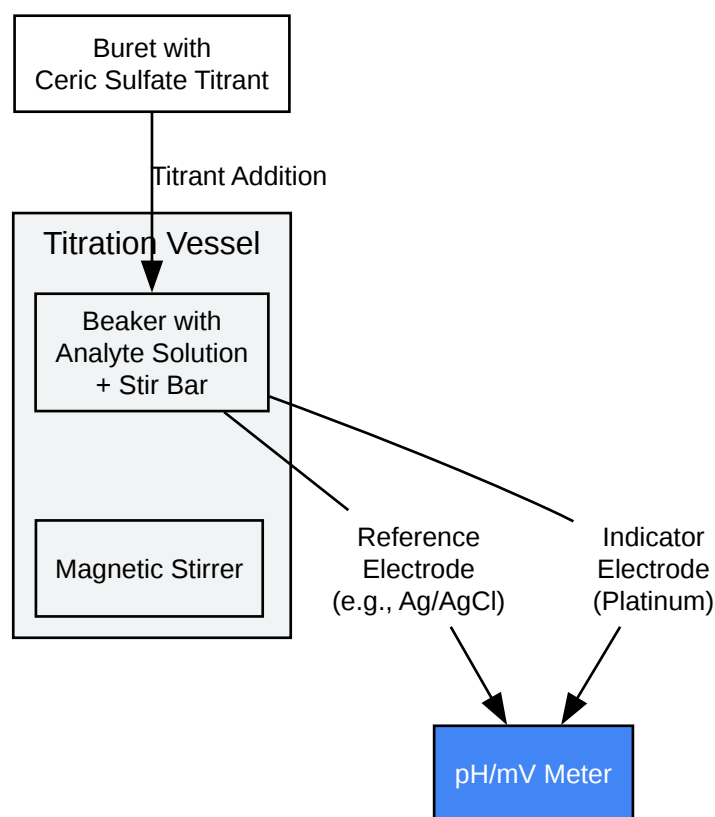 Buret with
Ceric Sulfate Titrant
Titrant Addition
Titration Vessel
Beaker with
Analyte Solution
+ Stir Bar
Magnetic Stirrer
Reference
Electrode
(e.g., Ag/AgCl)
Indicator
Electrode
(Platinum)
pH/mV Meter